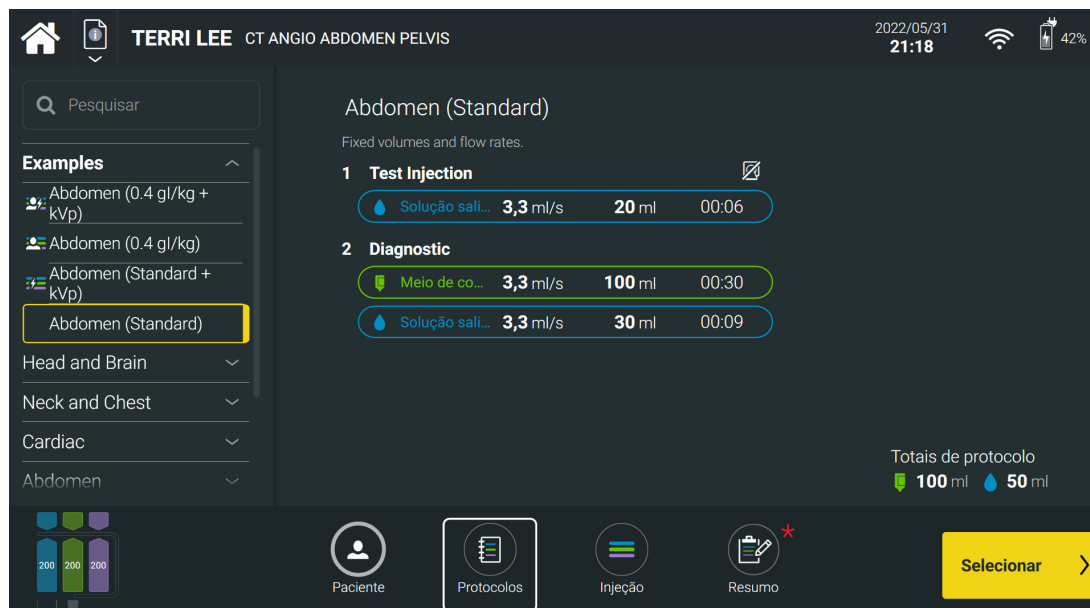 TERRI LEE CT ANGIO ABDOMEN PELVIS
2022/05/31
21:18
42%
Pesquisar
Examples
Abdomen (0.4 gI/kg +
kVp)
Abdomen (0.4 gI/kg)
Abdomen (Standard +
kVp)
Abdomen (Standard)
Head and Brain
Neck and Chest
Cardiac
Abdomen
Abdomen (Standard)
Fixed volumes and flow rates.
1 Test Injection
Solução sali... 3,3 ml/s 20 ml 00:06
2 Diagnostic
Meio de co... 3,3 ml/s 100 ml 00:30
Solução sali... 3,3 ml/s 30 ml 00:09
Totais de protocolo
100 ml 50 ml
200 200 200
Paciente
Protocolos
Injeção
Resumo
*
Selecionar